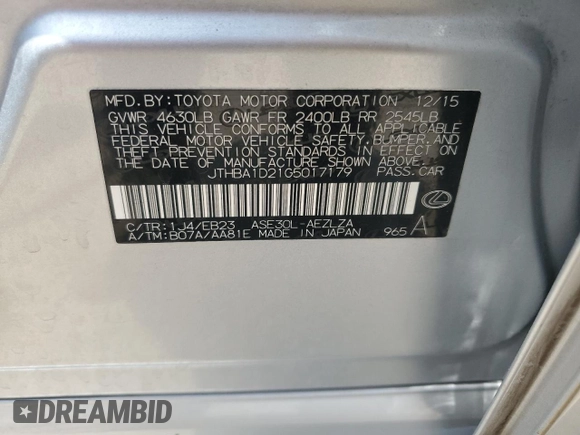 MFD.BY:TOYOTA MOTOR CORPORATION 12/15
GVWR 4630LB GAWR FR 2400LB RR 2545LB
THIS VEHICLE CONFORMS TO ALL APPLICABLE
FEDERAL MOTOR VEHICLE SAFETY, BUMPER, AND
THEFT PREVENTION STANDARDS IN EFFECT ON
THE DATE OF MANUFACTURE SHOWN ABOVE.
JTHBA1D21G5017179 PASS.CAR
C/TR:1J4/EB23 ASE30L-AEZLZA
A/TM:B07A/AA81E MADE IN JAPAN 965 A
DREAMBID